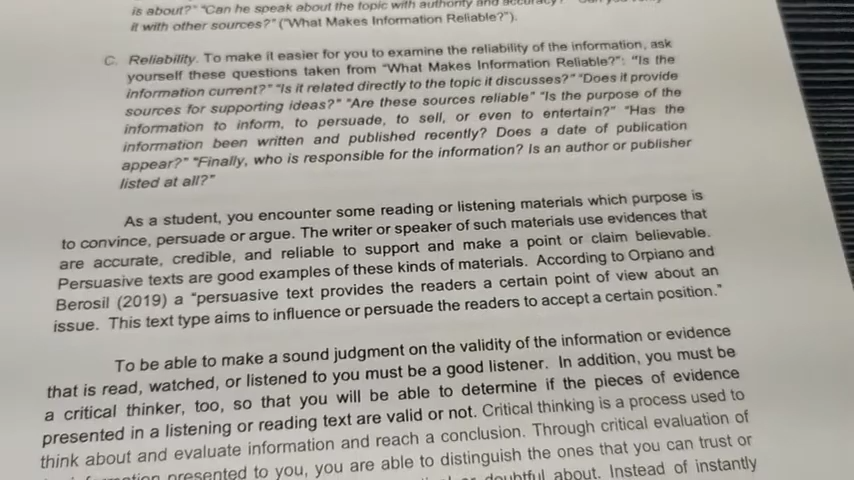 is about?" "Can he speak about the topic with authority and accuracy?"
it with other sources?" ("What Makes Information Reliable?").
C. Reliability. To make it easier for you to examine the reliability of the information, ask
yourself these questions taken from "What Makes Information Reliable?": "Is the
information current?" "Is it related directly to the topic it discusses?" "Does it provide
sources for supporting ideas?" "Are these sources reliable" "Is the purpose of the
information to inform, to persuade, to sell, or even to entertain?" "Has the
information been written and published recently? Does a date of publication
appear?" "Finally, who is responsible for the information? Is an author or publisher
listed at all?"
As a student, you encounter some reading or listening materials which purpose is
to convince, persuade or argue. The writer or speaker of such materials use evidences that
are accurate, credible, and reliable to support and make a point or claim believable.
Persuasive texts are good examples of these kinds of materials. According to Orpiano and
Berosil (2019) a "persuasive text provides the readers a certain point of view about an
issue. This text type aims to influence or persuade the readers to accept a certain position."
To be able to make a sound judgment on the validity of the information or evidence
that is read, watched, or listened to you must be a good listener. In addition, you must be
a critical thinker, too, so that you will be able to determine if the pieces of evidence
presented in a listening or reading text are valid or not. Critical thinking is a process used to
think about and evaluate information and reach a conclusion. Through critical evaluation of
presented to you, you are able to distinguish the ones that you can trust or
doubtful about. Instead of instantly